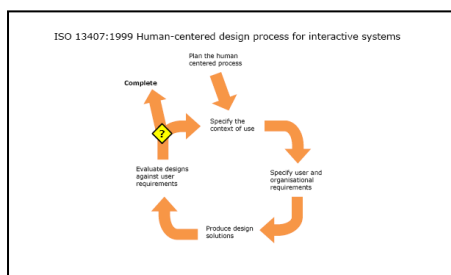 ISO 13407:1999 Human-centered design process for interactive systems
Plan the human
centered process
Complete
?
Specify the
context of use
Evaluate designs
against user
requirements
Specify user and
organisational
requirements
Produce design
solutions